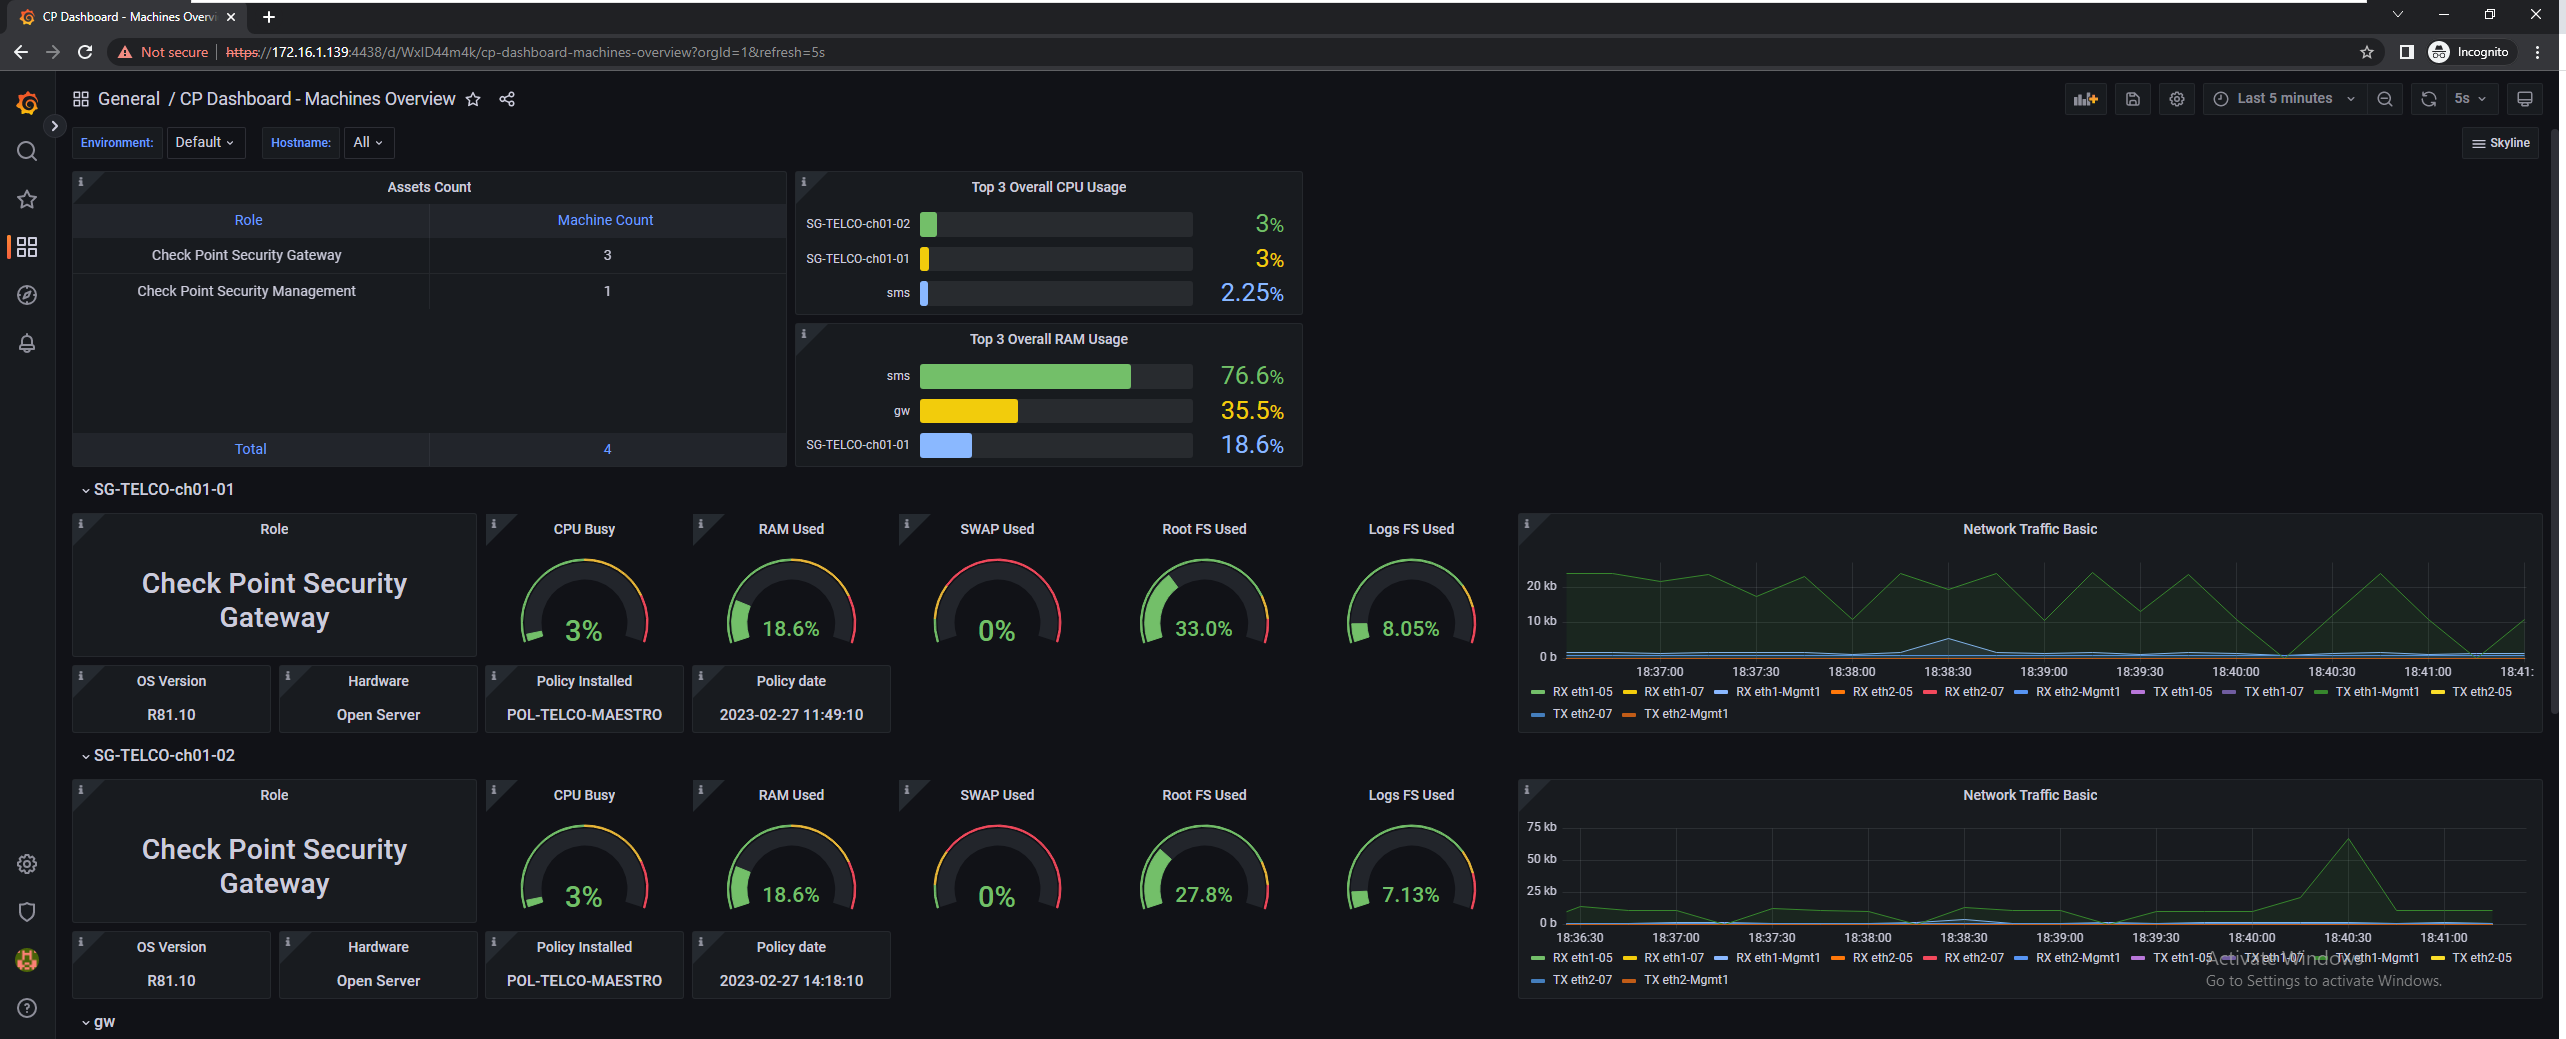 CP Dashboard - Machines Overvi
Not secure https://172.16.1.139:4438/d/WxID44m4k/cp-dashboard-machines-overview?orgId=1&refresh=5s
Incognito
General / CP Dashboard - Machines Overview
Last 5 minutes
5s
Environment: Default Hostname: All
Skyline
Assets Count
Role Machine Count
Check Point Security Gateway 3
Check Point Security Management 1
Total 4
Top 3 Overall CPU Usage
SG-TELCO-ch01-02 3%
SG-TELCO-ch01-01 3%
sms 2.25%
Top 3 Overall RAM Usage
sms 76.6%
gw 35.5%
SG-TELCO-ch01-01 18.6%
SG-TELCO-ch01-01
Role
Check Point Security
Gateway
CPU Busy
3%
RAM Used
18.6%
SWAP Used
0%
Root FS Used
33.0%
Logs FS Used
8.05%
Network Traffic Basic
20 kb
10 kb
0 b
18:37:00 18:37:30 18:38:00 18:38:30 18:39:00 18:39:30 18:40:00 18:40:30 18:41:00 18:41:
RX eth1-05 RX eth1-07 RX eth1-Mgmt1 RX eth2-05 RX eth2-07 RX eth2-Mgmt1 TX eth1-05 TX eth1-07 TX eth1-Mgmt1 TX eth2-05
TX eth2-07 TX eth2-Mgmt1
OS Version
R81.10
Hardware
Open Server
Policy Installed
POL-TELCO-MAESTRO
Policy date
2023-02-27 11:49:10
SG-TELCO-ch01-02
Role
Check Point Security
Gateway
CPU Busy
3%
RAM Used
18.6%
SWAP Used
0%
Root FS Used
27.8%
Logs FS Used
7.13%
Network Traffic Basic
75 kb
50 kb
25 kb
0 b
18:36:30 18:37:00 18:37:30 18:38:00 18:38:30 18:39:00 18:39:30 18:40:00 18:40:30 18:41:00
RX eth1-05 RX eth1-07 RX eth1-Mgmt1 RX eth2-05 RX eth2-07 RX eth2-Mgmt1 TX eth1-05 TX eth1-07 TX eth1-Mgmt1 TX eth2-05
TX eth2-07 TX eth2-Mgmt1
OS Version
R81.10
Hardware
Open Server
Policy Installed
POL-TELCO-MAESTRO
Policy date
2023-02-27 14:18:10
Activate Windows
Go to Settings to activate Windows.
gw